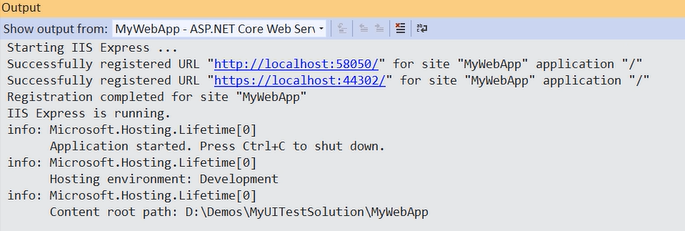 Output
Show output from: MyWebApp - ASP.NET Core Web Serv
Starting IIS Express ...
Successfully registered URL "http://localhost:58050/" for site "MyWebApp" application "/"
Successfully registered URL "https://localhost:44302/" for site "MyWebApp" application "/"
Registration completed for site "MyWebApp"
IIS Express is running.
info: Microsoft.Hosting.Lifetime[0]
      Application started. Press Ctrl+C to shut down.
info: Microsoft.Hosting.Lifetime[0]
      Hosting environment: Development
info: Microsoft.Hosting.Lifetime[0]
      Content root path: D:\Demos\MyUITestSolution\MyWebApp